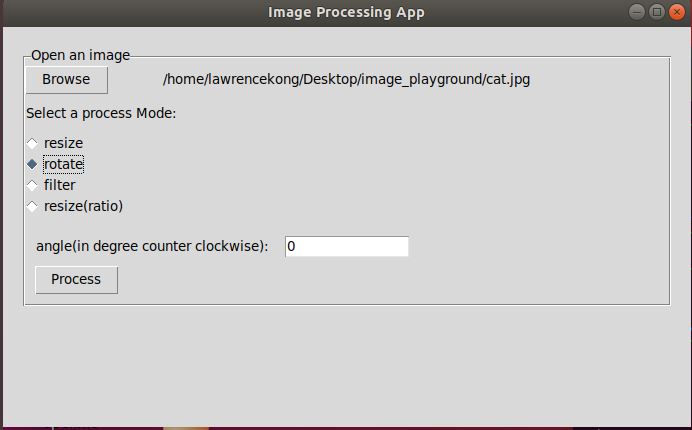 Image Processing App
Open an image
Browse /home/lawrencekong/Desktop/image_playground/cat.jpg
Select a process Mode:
resize
rotate
filter
resize(ratio)
angle(in degree counter clockwise): 0
Process